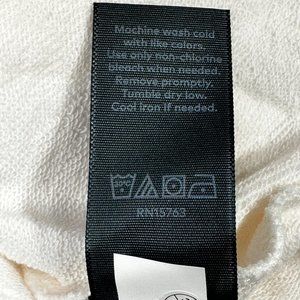 Machine wash cold
with like colors.
Use only non-chlorine
bleach when needed.
Remove promptly.
Tumble dry low.
Cool iron if needed.
RN15763